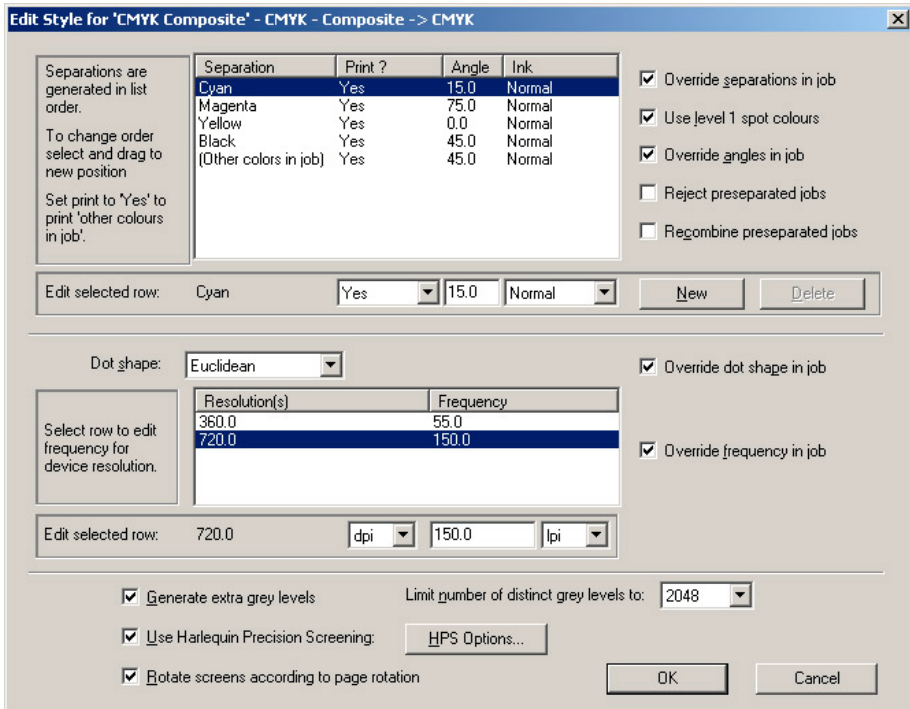 Edit Style for 'CMYK Composite' - CMYK - Composite -> CMYK
Separations are
generated in list
order.
To change order
select and drag to
new position
Set print to 'Yes' to
print 'other colours
in job'.
Separation Print ? Angle Ink
Cyan Yes 15.0 Normal
Magenta Yes 75.0 Normal
Yellow Yes 0.0 Normal
Black Yes 45.0 Normal
(Other colors in job) Yes 45.0 Normal
Override separations in job
Use level 1 spot colours
Override angles in job
Reject preseparated jobs
Recombine preseparated jobs
Edit selected row: Cyan Yes 15.0 Normal New Delete
Dot shape: Euclidean
Override dot shape in job
Select row to edit
frequency for
device resolution.
Resolution(s) Frequency
360.0 55.0
720.0 150.0
Override frequency in job
Edit selected row: 720.0 dpi 150.0 lpi
Generate extra grey levels
Limit number of distinct grey levels to: 2048
Use Harlequin Precision Screening: HPS Options...
Rotate screens according to page rotation
OK Cancel